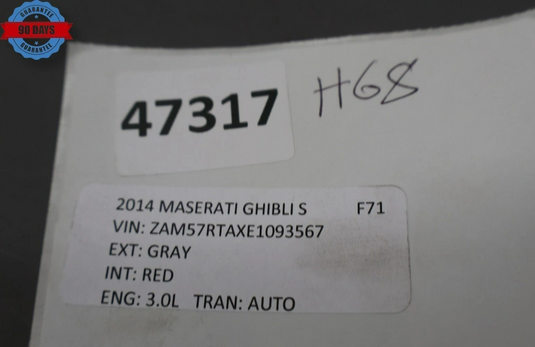 GUARANTEE
90 DAYS
GUARANTEE
47317
H68
2014 MASERATI GHIBLI S F71
VIN: ZAM57RTAXE1093567
EXT: GRAY
INT: RED
ENG: 3.0L TRAN: AUTO